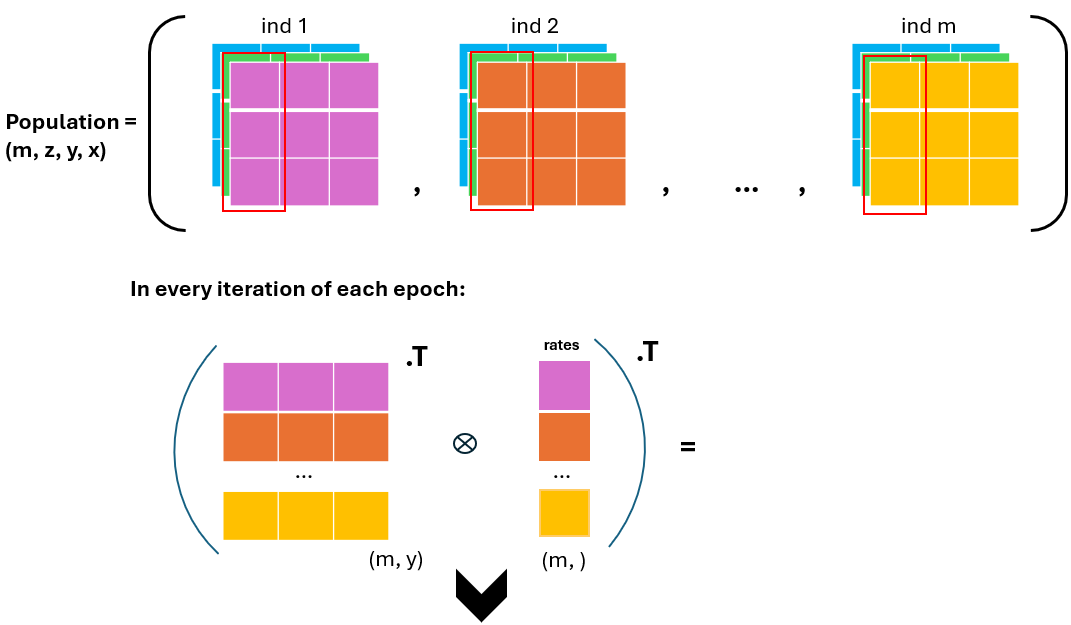 ind 1
ind 2
ind m
Population =
(m, z, y, x)
,
,
...
,
In every iteration of each epoch:
.T
rates
.T
⊗
=
...
...
(m, y)
(m, )